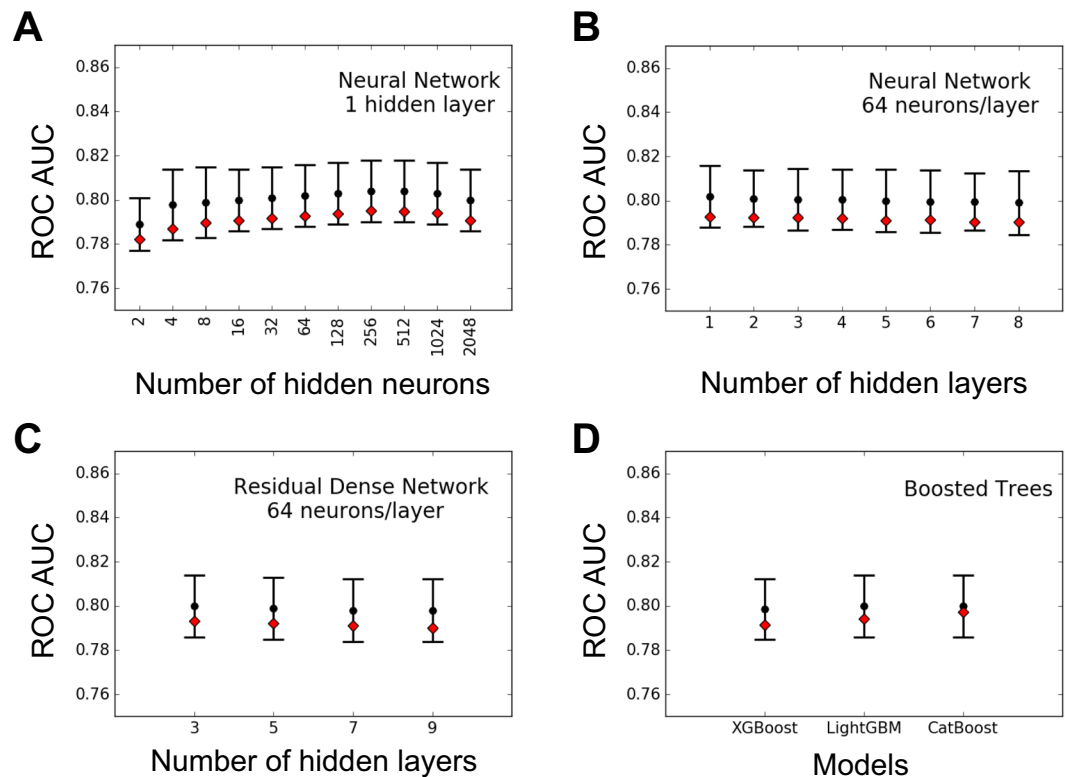 A
ROC AUC
0.86
0.84
0.82
0.80
0.78
0.76
Neural Network
1 hidden layer
2 4 8 16 32 64 128 256 512 1024 2048
Number of hidden neurons
B
ROC AUC
0.86
0.84
0.82
0.80
0.78
0.76
Neural Network
64 neurons/layer
1 2 3 4 5 6 7 8
Number of hidden layers
C
ROC AUC
0.86
0.84
0.82
0.80
0.78
0.76
Residual Dense Network
64 neurons/layer
3 5 7 9
Number of hidden layers
D
ROC AUC
0.86
0.84
0.82
0.80
0.78
0.76
Boosted Trees
XGBoost LightGBM CatBoost
Models